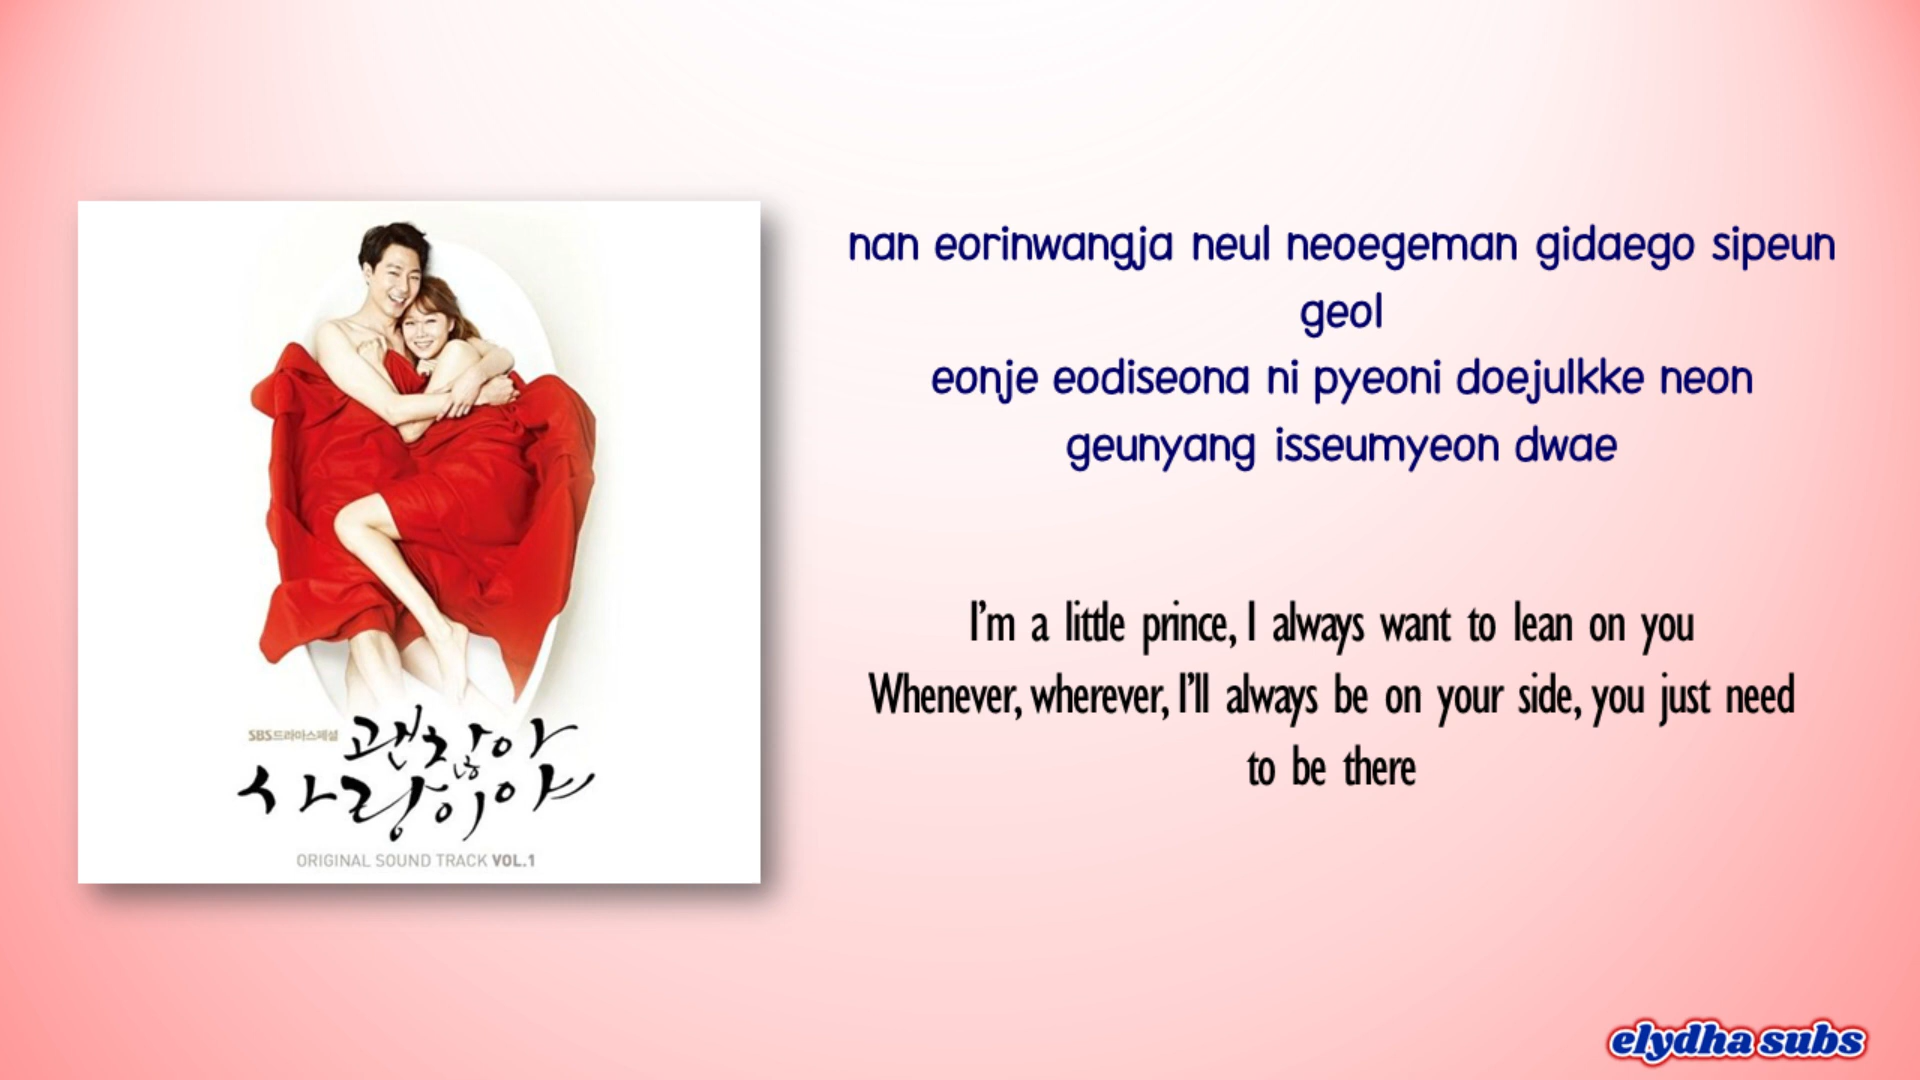 SBS드라마스페셜
괜찮아
사랑이야
ORIGINAL SOUND TRACK VOL.1
nan eorinwangja neul neoegeman gidaego sipeun
geol
eonje eodiseona ni pyeoni doejulkke neon
geunyang isseumyeon dwae
I'm a little prince, I always want to lean on you
Whenever, wherever, I'll always be on your side, you just need
to be there
elydha subs